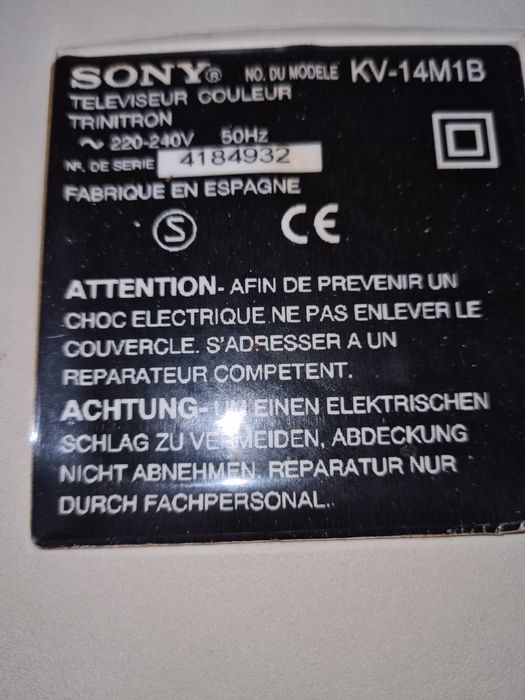 SONY® NO. DU MODELE KV-14M1B
TELEVISEUR COULEUR
TRINITRON
~ 220-240V 50Hz
Nº. DE SERIE 4184932
FABRIQUE EN ESPAGNE
S CE
ATTENTION- AFIN DE PREVENIR UN
CHOC ELECTRIQUE NE PAS ENLEVER LE
COUVERCLE. S'ADRESSER A UN
REPARATEUR COMPETENT.
ACHTUNG- UM EINEN ELEKTRISCHEN
SCHLAG ZU VERMEIDEN, ABDECKUNG
NICHT ABNEHMEN. REPARATUR NUR
DURCH FACHPERSONAL.